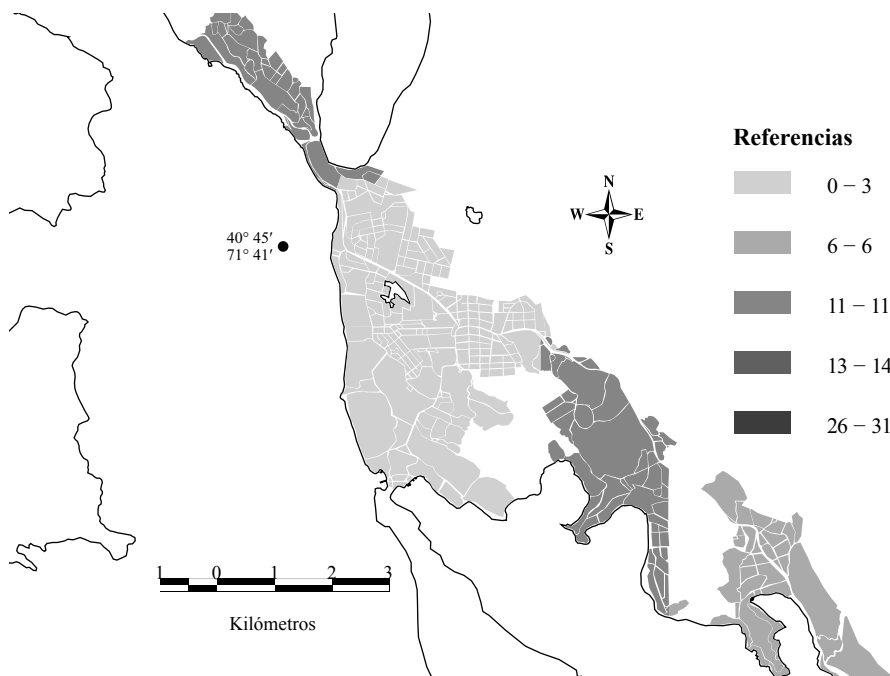 Referencias
0 – 3
6 – 6
11 – 11
13 – 14
26 – 31
N
W E
S
40° 45′
71° 41′
1 0 1 2 3
Kilómetros